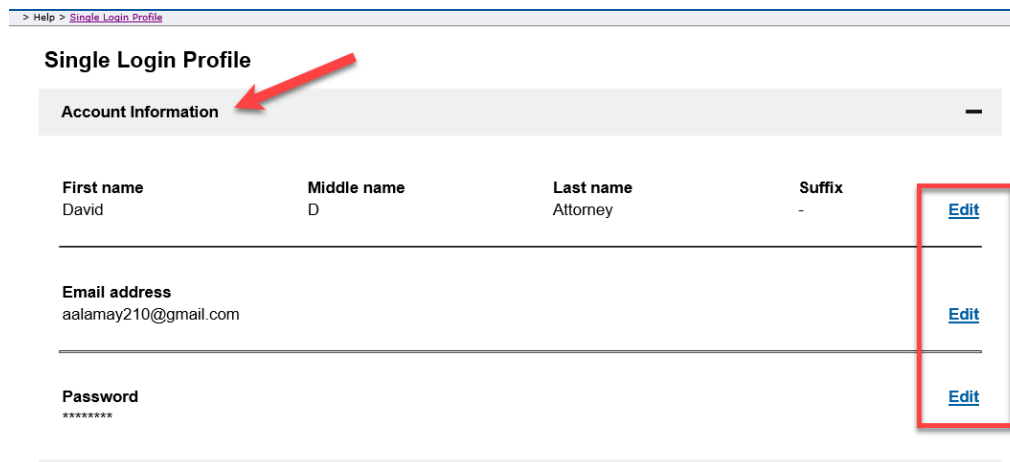 > Help > Single Login Profile
Single Login Profile
Account Information
First name Middle name Last name Suffix
David D Attorney - Edit
Email address
aalamay210@gmail.com Edit
Password Edit
********